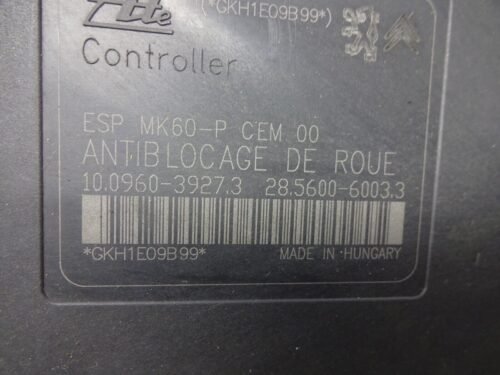 Ate (*GKH1E09B99*)
Controller
ESP MK60-P CEM 00
ANTIBLOCAGE DE ROUE
10.0960-3927.3 28.5600-6003.3
*GKH1E09B99* MADE IN HUNGARY